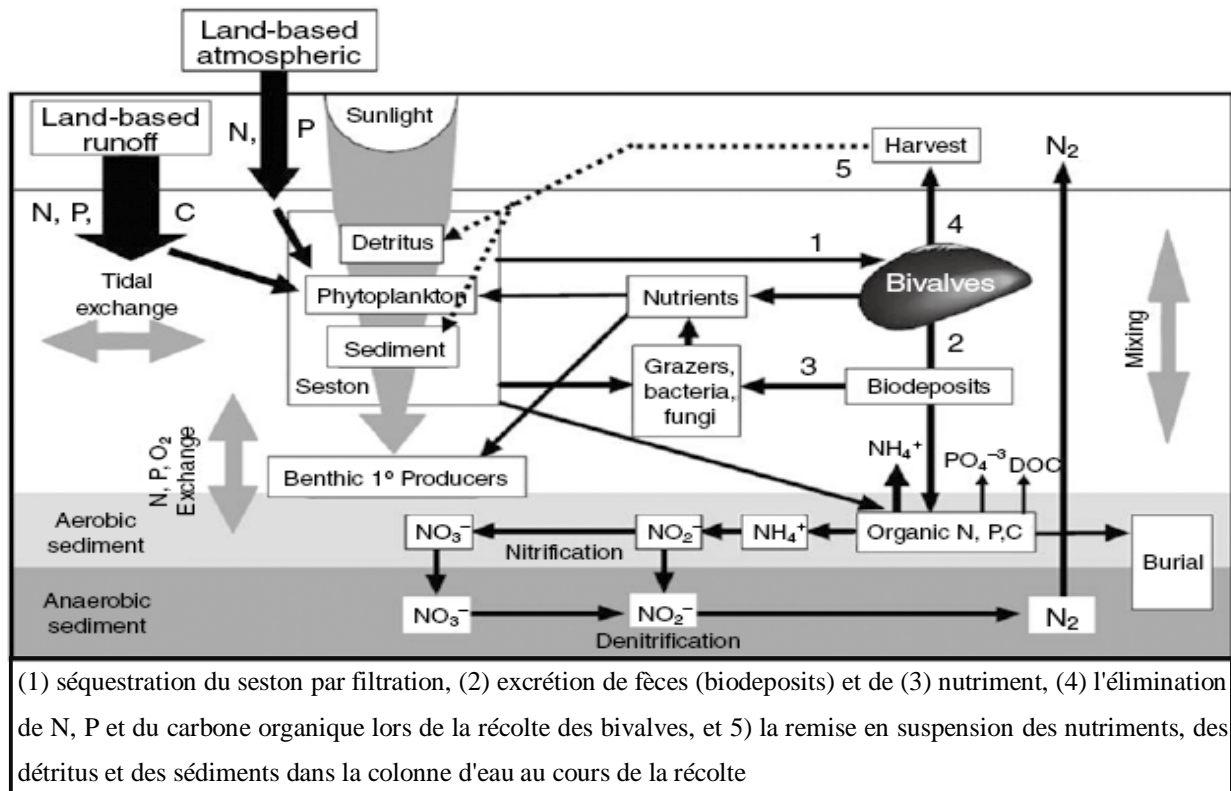 Land-based
atmospheric
Land-based
runoff
N, P
Sunlight
Harvest
N₂
5
N, P, C
4
Detritus
1
Tidal
exchange
Phytoplankton
Nutrients
Bivalves
Sediment
Mixing
2
Seston
Grazers,
bacteria,
fungi
3
Biodeposits
N, P, O₂
Exchange
NH₄⁺
PO₄⁻³
DOC
Benthic 1º Producers
Aerobic
sediment
NO₃⁻
NO₂⁻
NH₄⁺
Organic N, P,C
Nitrification
Burial
Anaerobic
sediment
NO₃⁻
NO₂⁻
N₂
Denitrification
(1) séquestration du seston par filtration, (2) excrétion de fèces (biodeposits) et de (3) nutriment, (4) l'élimination
de N, P et du carbone organique lors de la récolte des bivalves, et 5) la remise en suspension des nutriments, des
détritus et des sédiments dans la colonne d'eau au cours de la récolte